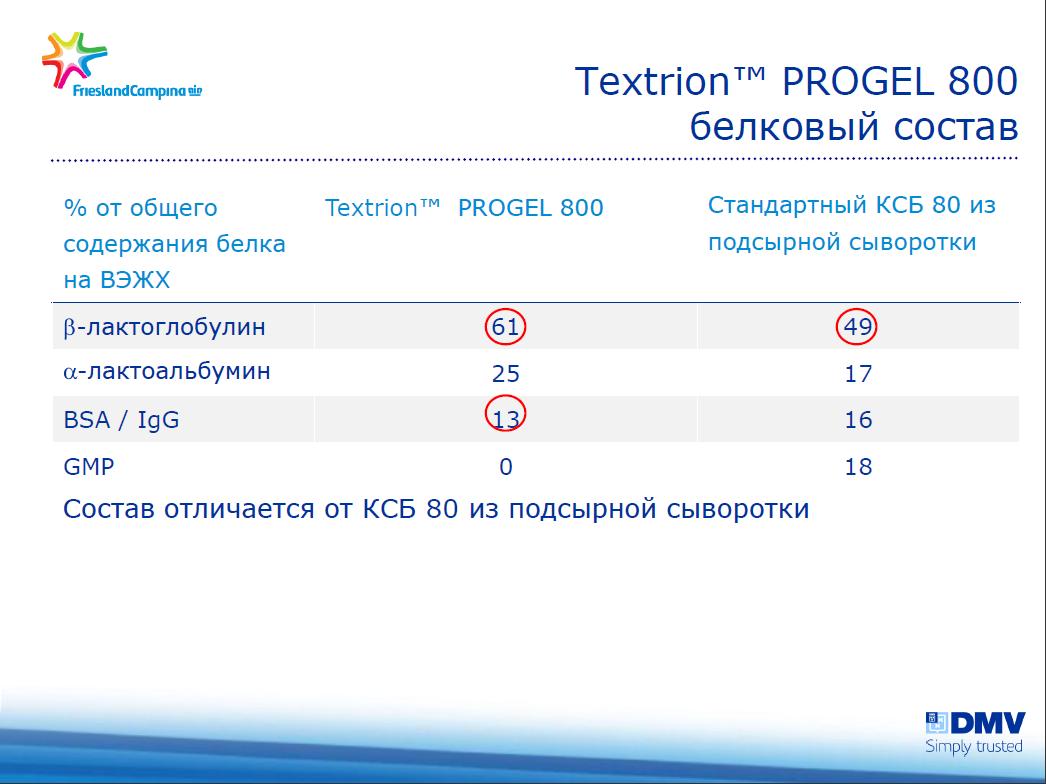 FrieslandCampina
Textrion™ PROGEL 800
белковый состав
% от общего
содержания белка
на ВЭЖХ
Textrion™ PROGEL 800
Стандартный КСБ 80 из
подсырной сыворотки
β-лактоглобулин 61 49
α-лактоальбумин 25 17
BSA / IgG 13 16
GMP 0 18
Состав отличается от КСБ 80 из подсырной сыворотки
DMV
Simply trusted